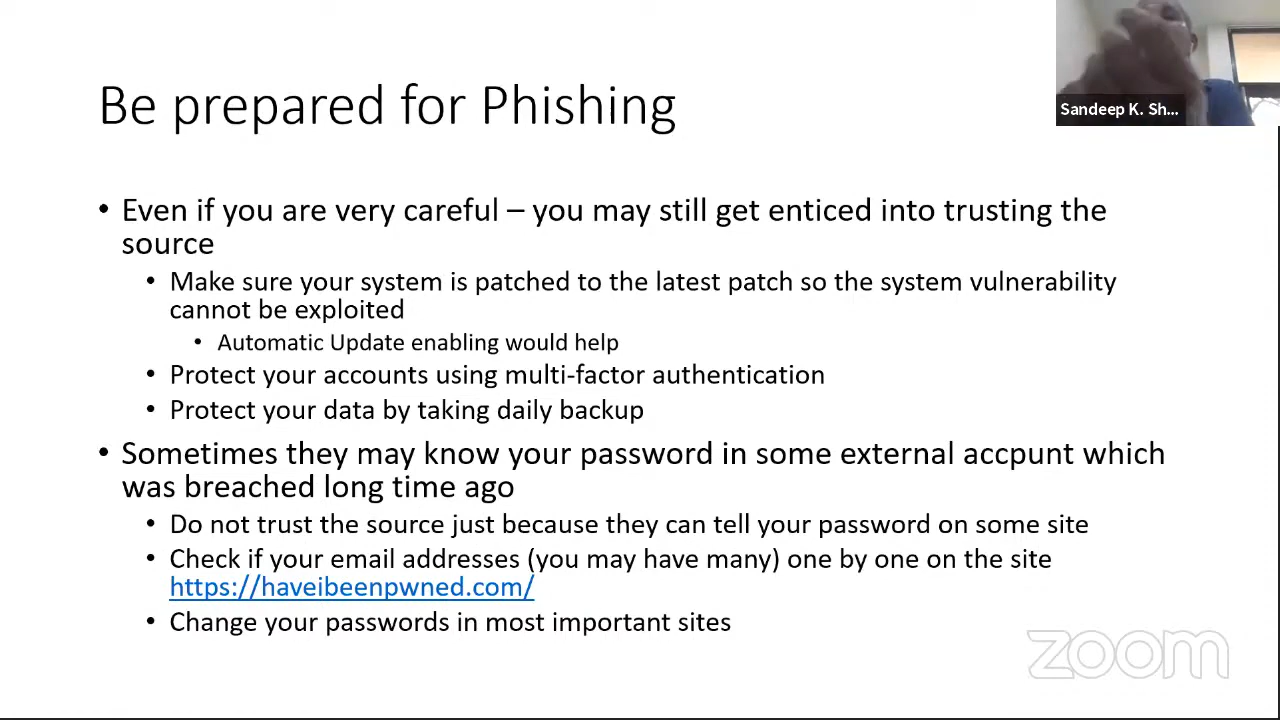 Be prepared for Phishing
Sandeep K. Sh...
• Even if you are very careful – you may still get enticed into trusting the
source
• Make sure your system is patched to the latest patch so the system vulnerability
cannot be exploited
• Automatic Update enabling would help
• Protect your accounts using multi-factor authentication
• Protect your data by taking daily backup
• Sometimes they may know your password in some external accpunt which
was breached long time ago
• Do not trust the source just because they can tell your password on some site
• Check if your email addresses (you may have many) one by one on the site
https://haveibeenpwned.com/
• Change your passwords in most important sites
zoom